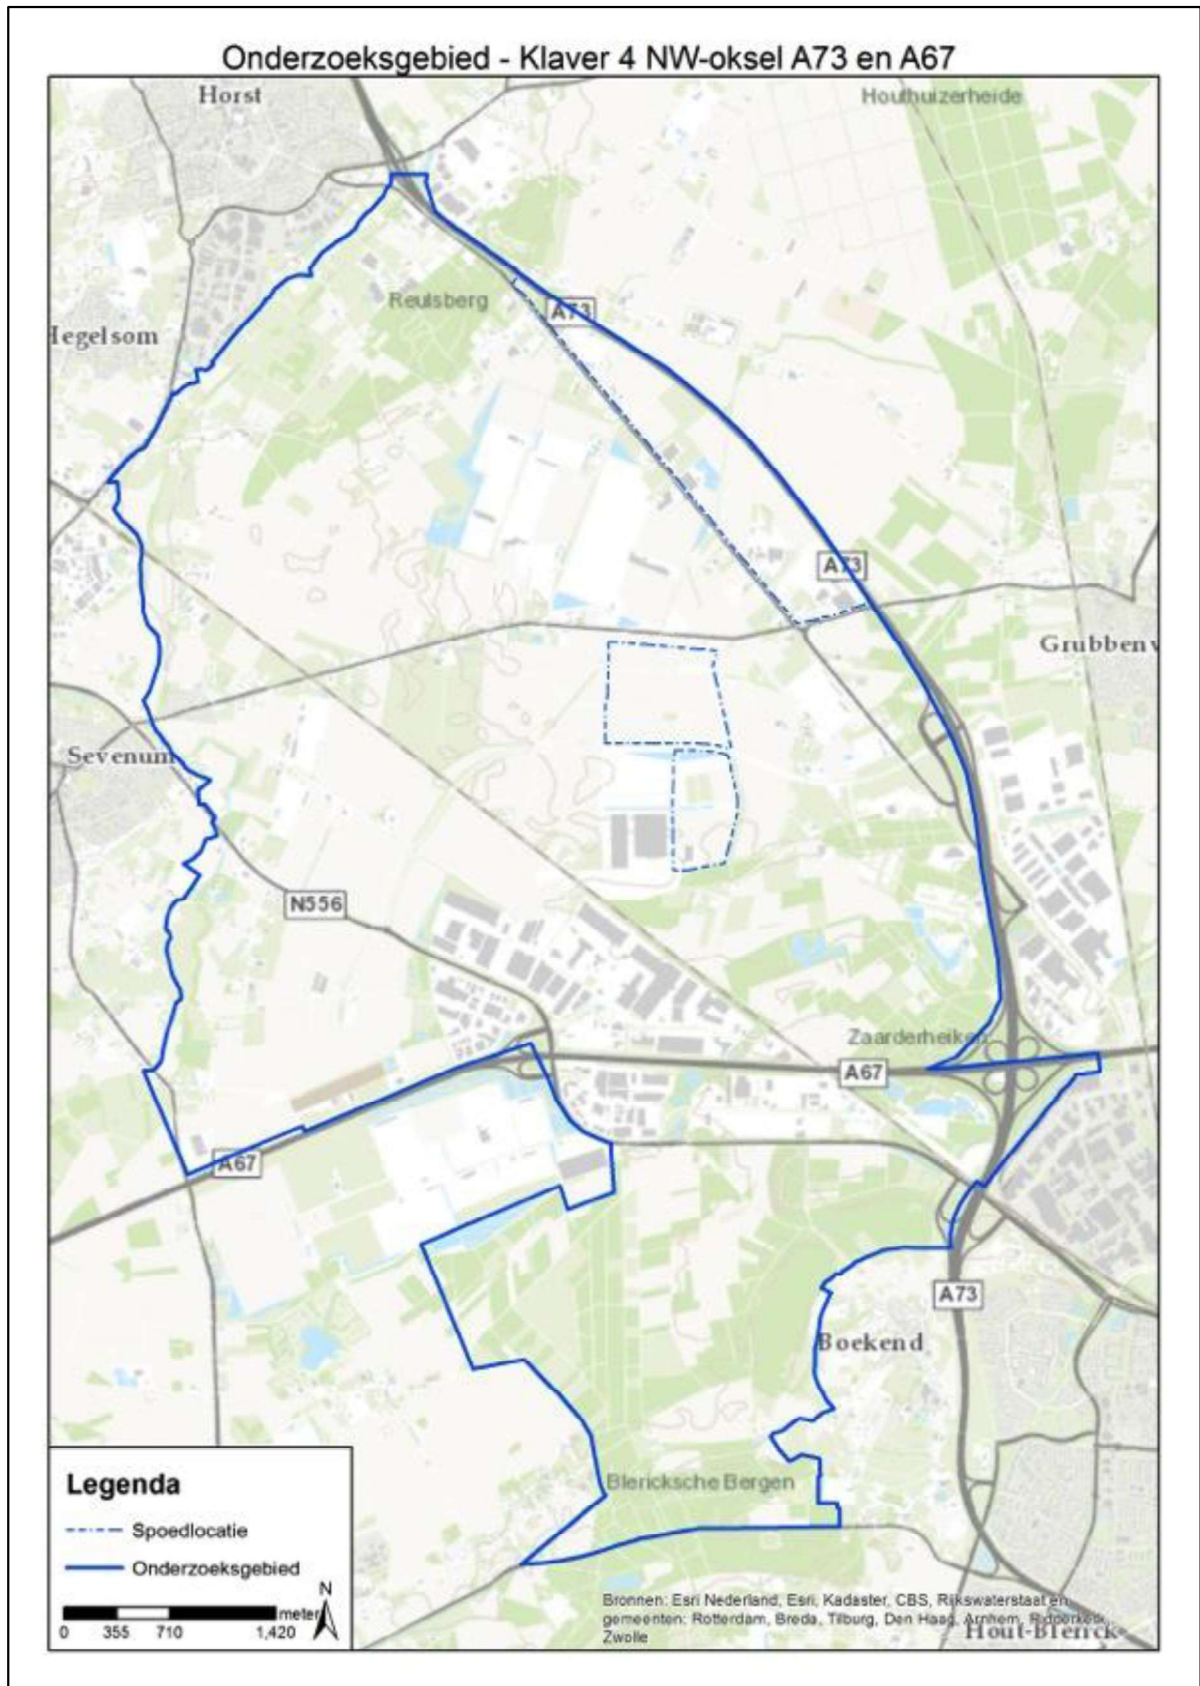 Onderzoeksgebied - Klaver 4 NW-oksel A73 en A67
Horst
Houthuizerheide
Reulsberg
A73
Hegelsom
A73
Grubbenv
Sevenum
N556
Zaarderheiken
A67
A67
A73
Boekend
Blericksche Bergen
Legenda
Spoedlocatie
Onderzoeksgebied
N
meter
0 355 710 1,420
Bronnen: Esri Nederland, Esri, Kadaster, CBS, Rijkswaterstaat en
gemeenten: Rotterdam, Breda, Tilburg, Den Haag, Arnhem, Ridderkerk,
Zwolle
Hout-Blerick